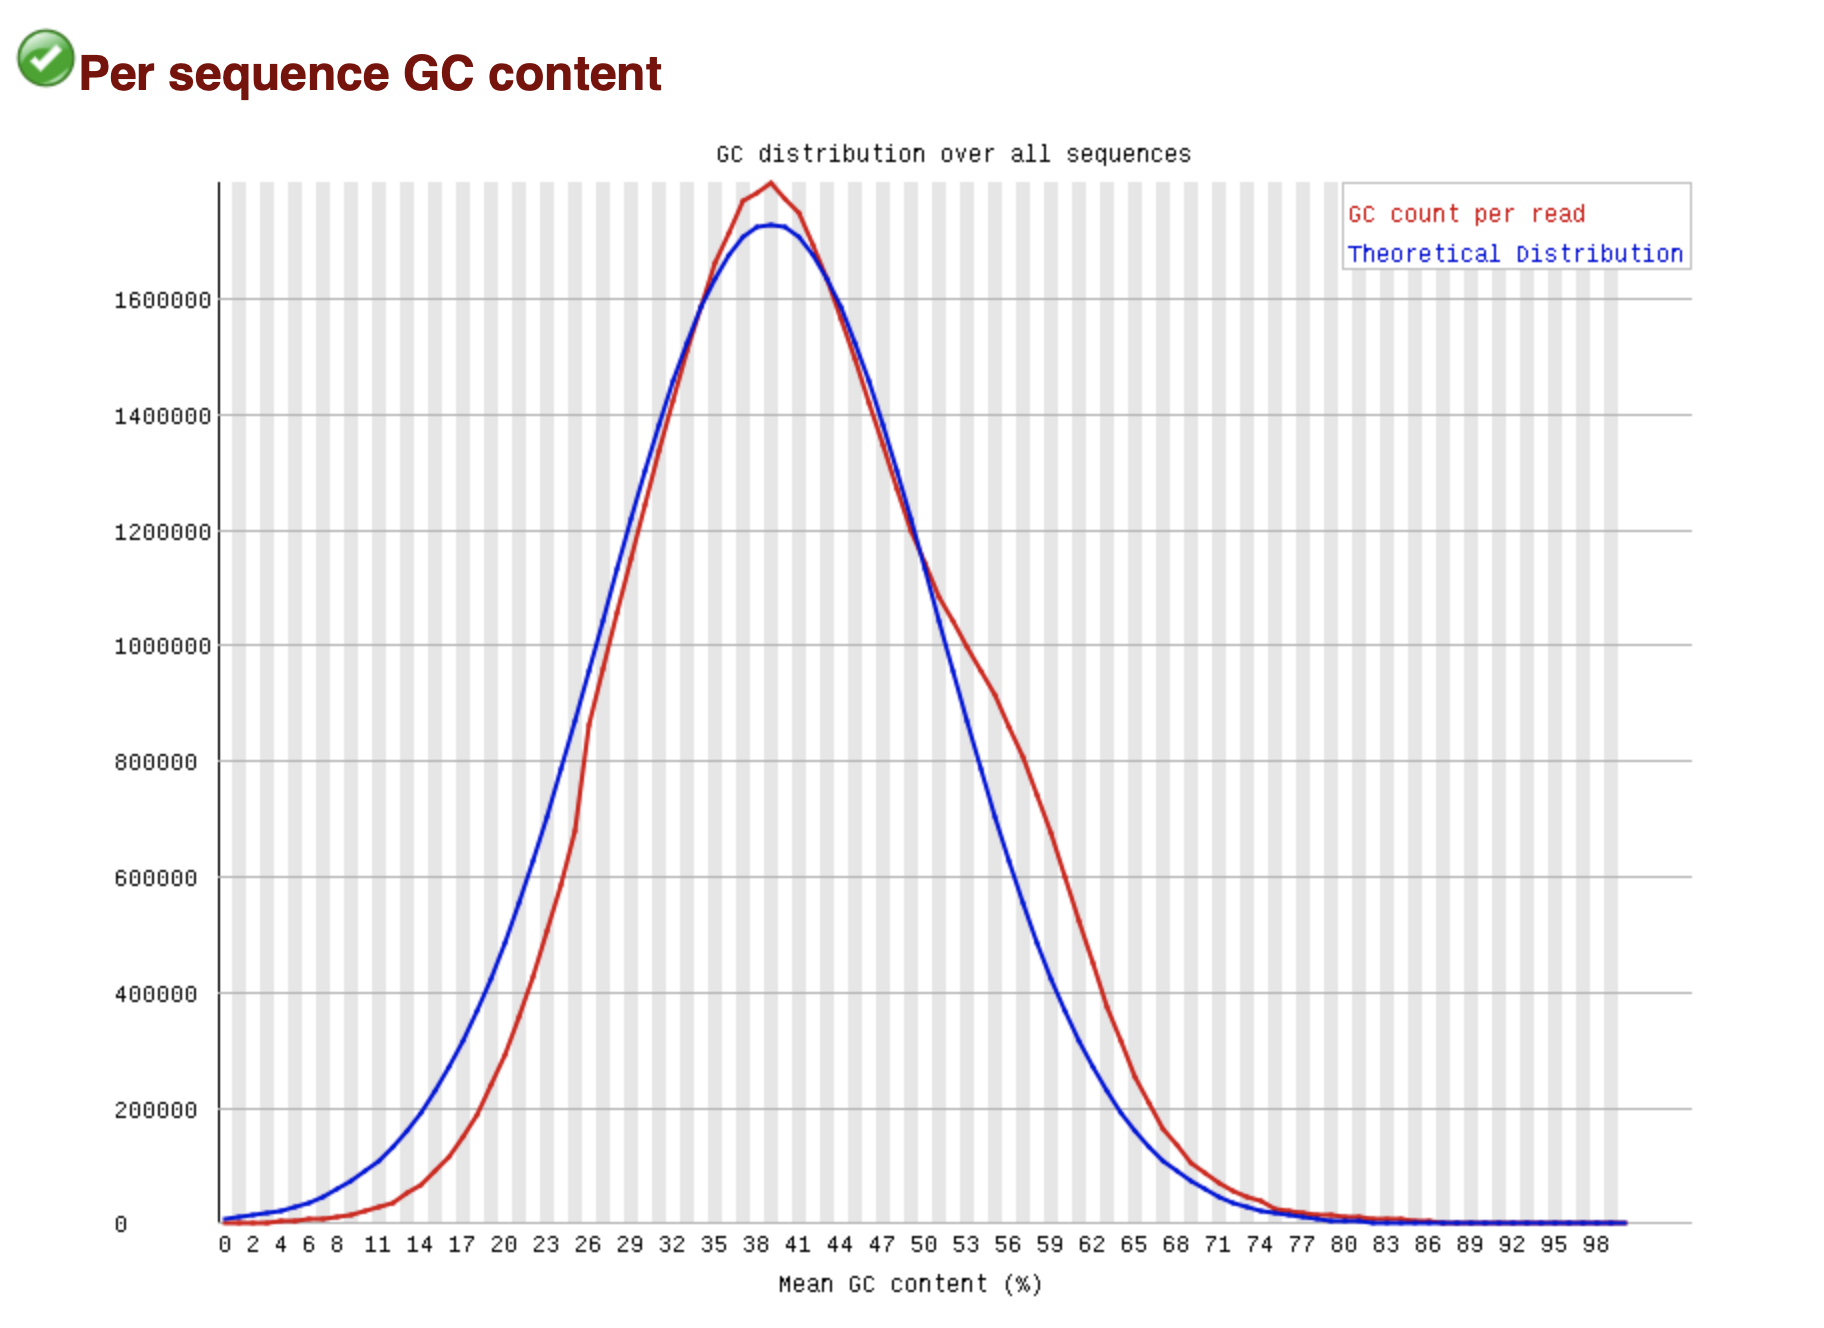 Per sequence GC content
GC distribution over all sequences
GC count per read
Theoretical Distribution
1600000
1400000
1200000
1000000
800000
600000
400000
200000
0
0 2 4 6 8 11 14 17 20 23 26 29 32 35 38 41 44 47 50 53 56 59 62 65 68 71 74 77 80 83 86 89 92 95 98
Mean GC content (%)